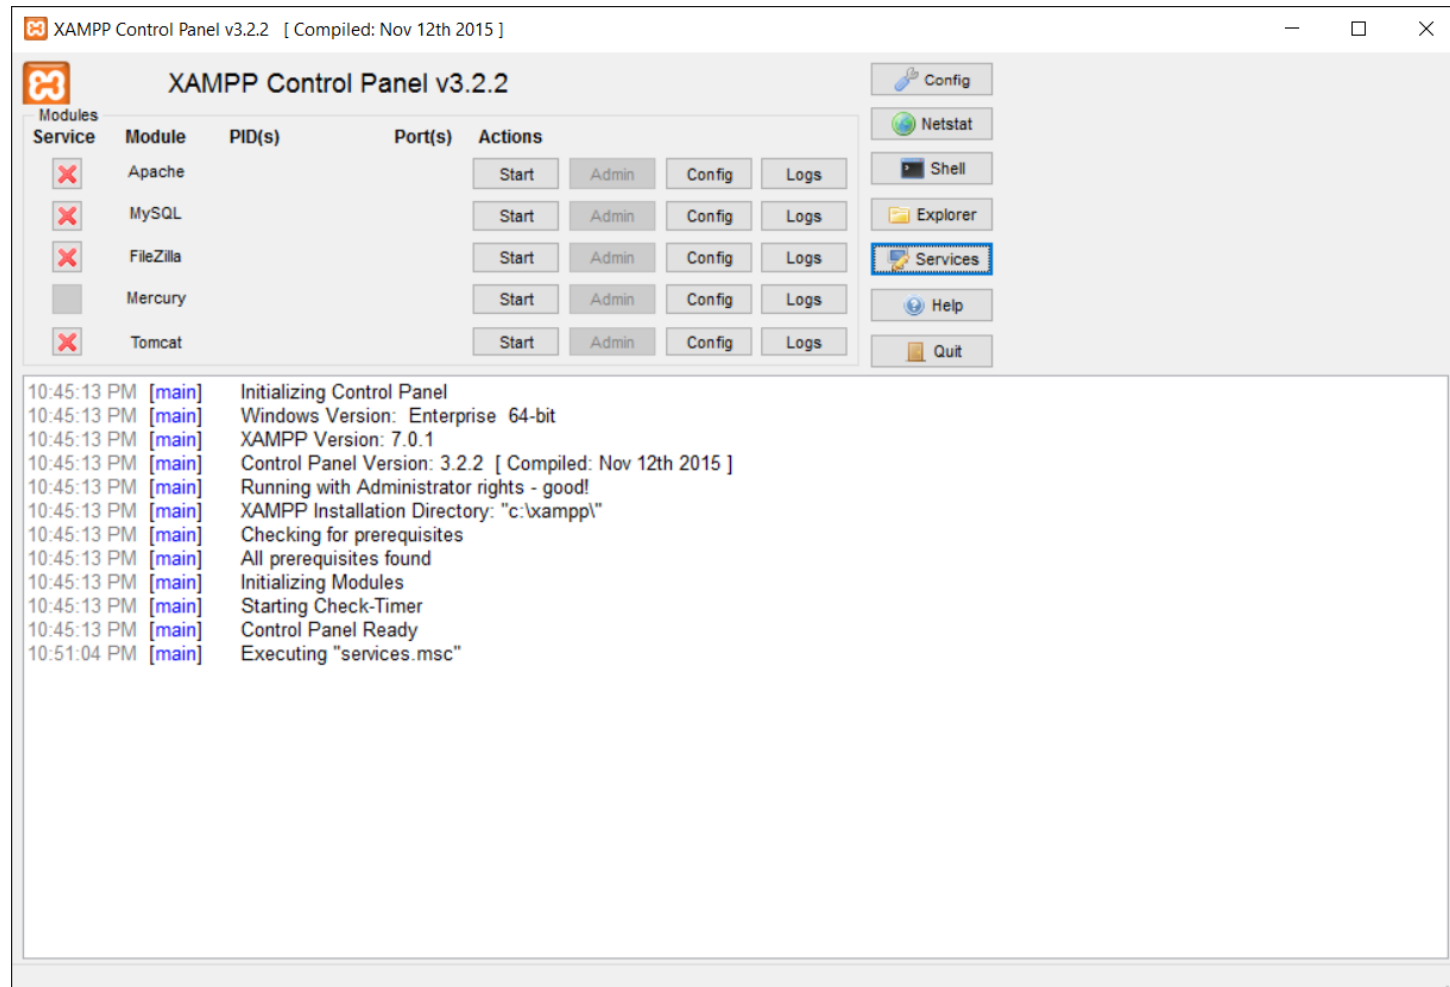 XAMPP Control Panel v3.2.2 [ Compiled: Nov 12th 2015 ]
XAMPP Control Panel v3.2.2
Config
Modules
Service Module PID(s) Port(s) Actions
Netstat
Apache Start Admin Config Logs
Shell
MySQL Start Admin Config Logs
Explorer
FileZilla Start Admin Config Logs
Services
Mercury Start Admin Config Logs
Help
Tomcat Start Admin Config Logs
Quit
10:45:13 PM [main] Initializing Control Panel
10:45:13 PM [main] Windows Version: Enterprise 64-bit
10:45:13 PM [main] XAMPP Version: 7.0.1
10:45:13 PM [main] Control Panel Version: 3.2.2 [ Compiled: Nov 12th 2015 ]
10:45:13 PM [main] Running with Administrator rights - good!
10:45:13 PM [main] XAMPP Installation Directory: "c:\xampp\"
10:45:13 PM [main] Checking for prerequisites
10:45:13 PM [main] All prerequisites found
10:45:13 PM [main] Initializing Modules
10:45:13 PM [main] Starting Check-Timer
10:45:13 PM [main] Control Panel Ready
10:51:04 PM [main] Executing "services.msc"